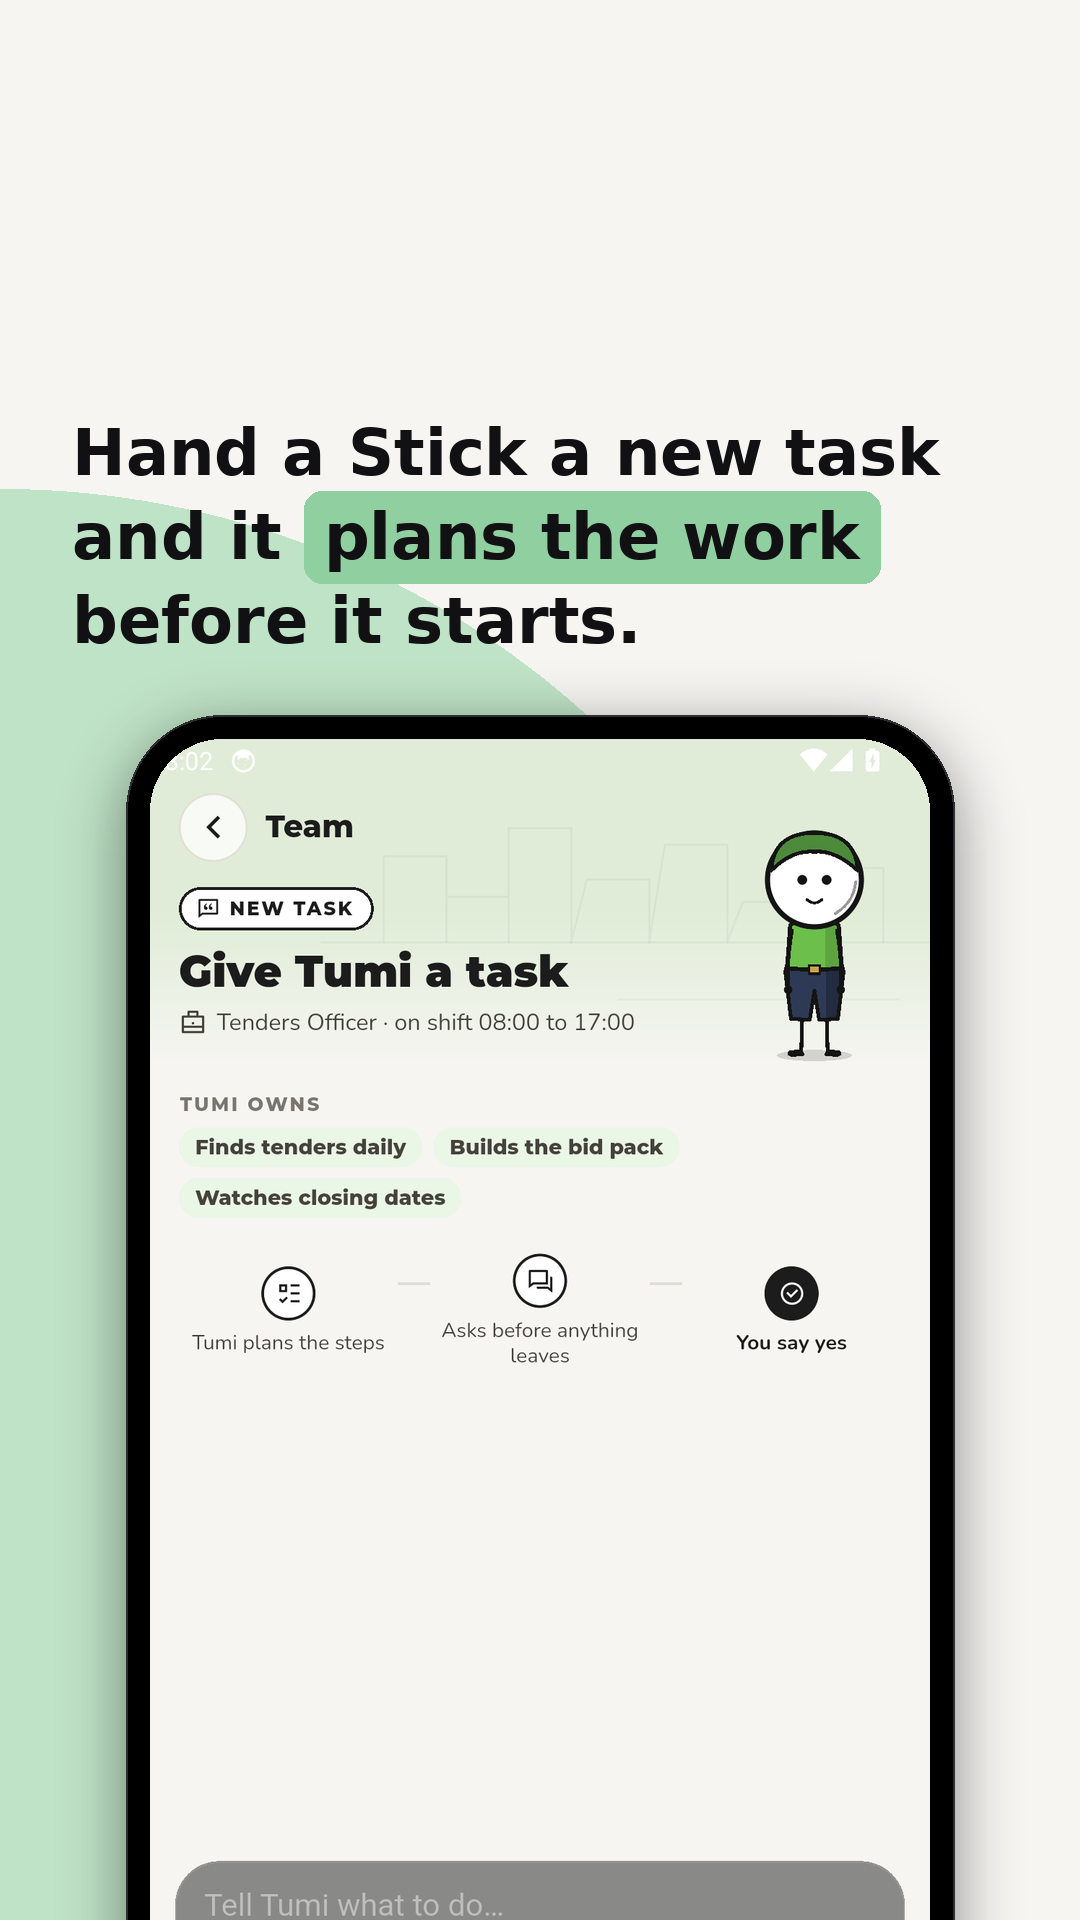 Hand a Stick a new task
and it plans the work
before it starts.
:02
Team
NEW TASK
Give Tumi a task
Tenders Officer · on shift 08:00 to 17:00
TUMI OWNS
Finds tenders daily
Builds the bid pack
Watches closing dates
Tumi plans the steps
Asks before anything
leaves
You say yes
Tell Tumi what to do...